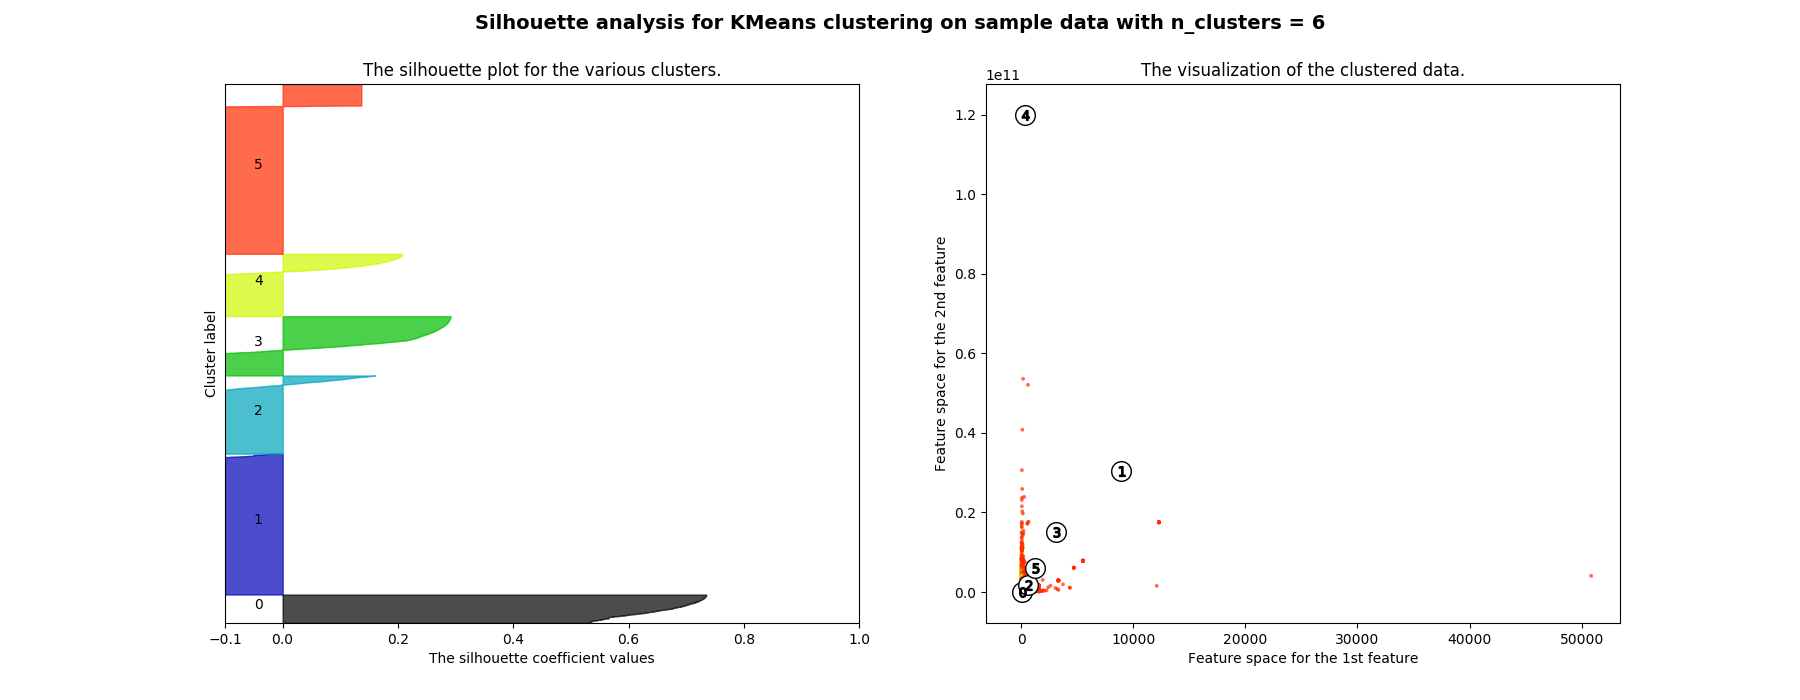 Silhouette analysis for KMeans clustering on sample data with n_clusters = 6
The silhouette plot for the various clusters.
5
4
3
2
1
0
Cluster label
−0.1 0.0 0.2 0.4 0.6 0.8 1.0
The silhouette coefficient values
The visualization of the clustered data.
1e11
1.2
1.0
0.8
0.6
0.4
0.2
0.0
Feature space for the 2nd feature
4
1
3
5
2
0
0 10000 20000 30000 40000 50000
Feature space for the 1st feature